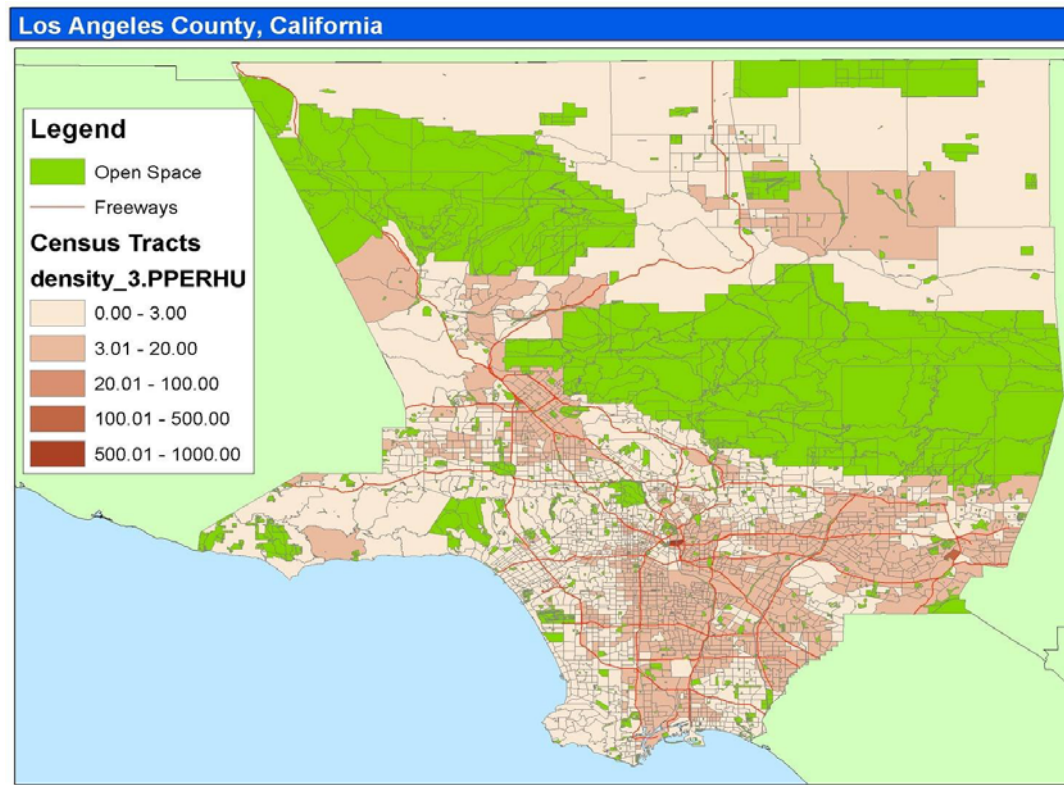 Los Angeles County, California
Legend
Open Space
Freeways
Census Tracts
density_3.PPERHU
0.00 - 3.00
3.01 - 20.00
20.01 - 100.00
100.01 - 500.00
500.01 - 1000.00